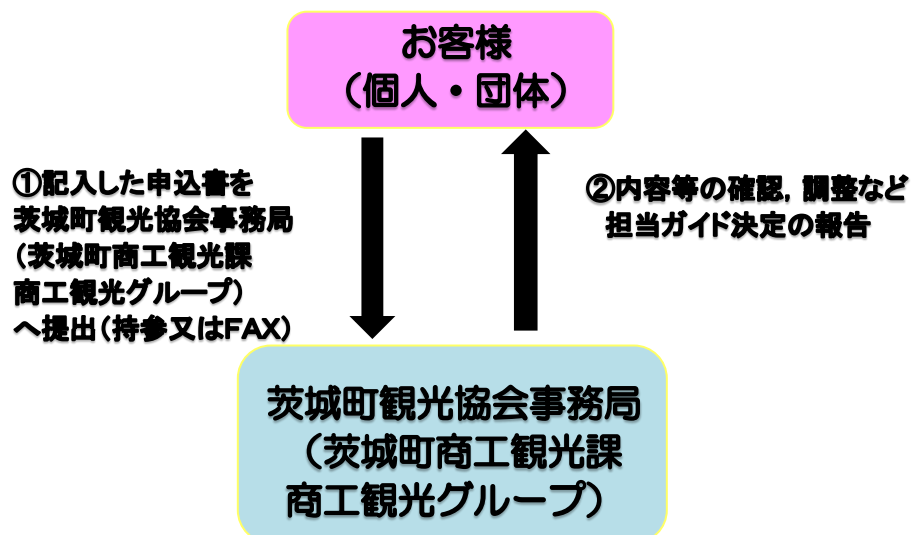 お客様
（個人・団体）
①記入した申込書を
茨城町観光協会事務局
（茨城町商工観光課
商工観光グループ）
へ提出（持参又はFAX）
②内容等の確認，調整など
担当ガイド決定の報告
茨城町観光協会事務局
（茨城町商工観光課
商工観光グループ）